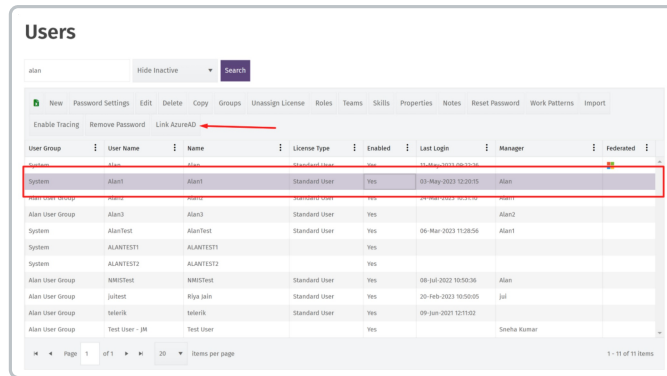 Users
alan Hide Inactive Search
New Password Settings Edit Delete Copy Groups Unassign License Roles Teams Skills Properties Notes Reset Password Work Patterns Import
Enable Tracing Remove Password Link AzureAD
User Group User Name Name License Type Enabled Last Login Manager Federated
System Alan Alan Standard User Yes 11-May-2023 09:22:26
System Alan1 Alan1 Standard User Yes 03-May-2023 12:20:15 Alan
Alan User Group Alan2 Alan2 Standard User Yes Alan1
Alan User Group Alan3 Alan3 Standard User Yes Alan2
System AlanTest AlanTest Standard User Yes 06-Mar-2023 11:28:56 Alan1
System ALANTEST1 ALANTEST1 Yes
System ALANTEST2 ALANTEST2 Yes
Alan User Group NMISTest NMISTest Standard User Yes 08-Jul-2022 10:50:36 Alan
Alan User Group juitest Riya Jain Standard User Yes 20-Feb-2023 10:50:05 jui
Alan User Group telerik telerik Standard User Yes 09-Jun-2021 12:11:02
Alan User Group Test User - JM Test User Yes Sneha Kumar
Page 1 of 1 20 items per page 1 - 11 of 11 items